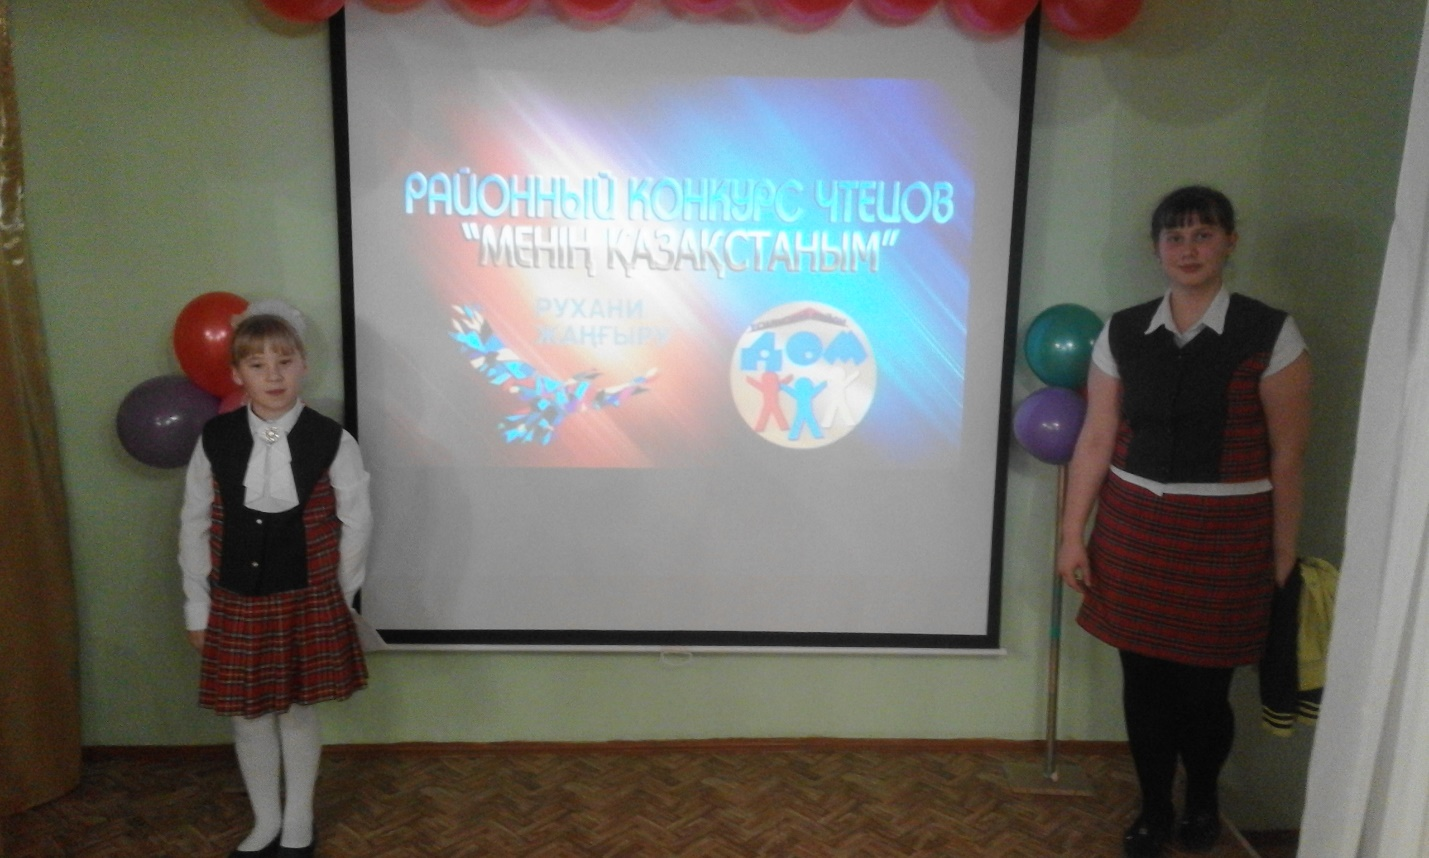 РАЙОННЫЙ КОНКУРС ЧТЕЦОВ
"МЕНІҢ ҚАЗАҚСТАНЫМ"
РУХАНИ
ЖАҢҒЫРУ
ДОМ